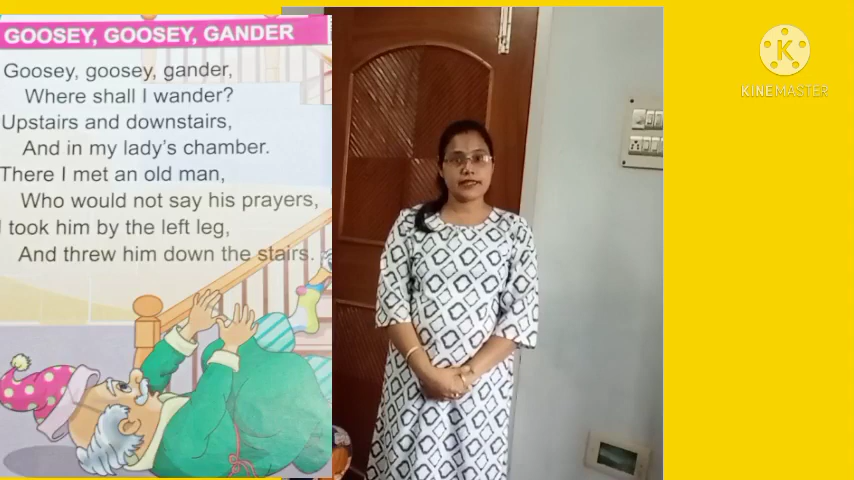 GOOSEY, GOOSEY, GANDER
Goosey, goosey, gander,
Where shall I wander?
Upstairs and downstairs,
And in my lady's chamber.
There I met an old man,
Who would not say his prayers,
I took him by the left leg,
And threw him down the stairs.
K
KINEMASTER